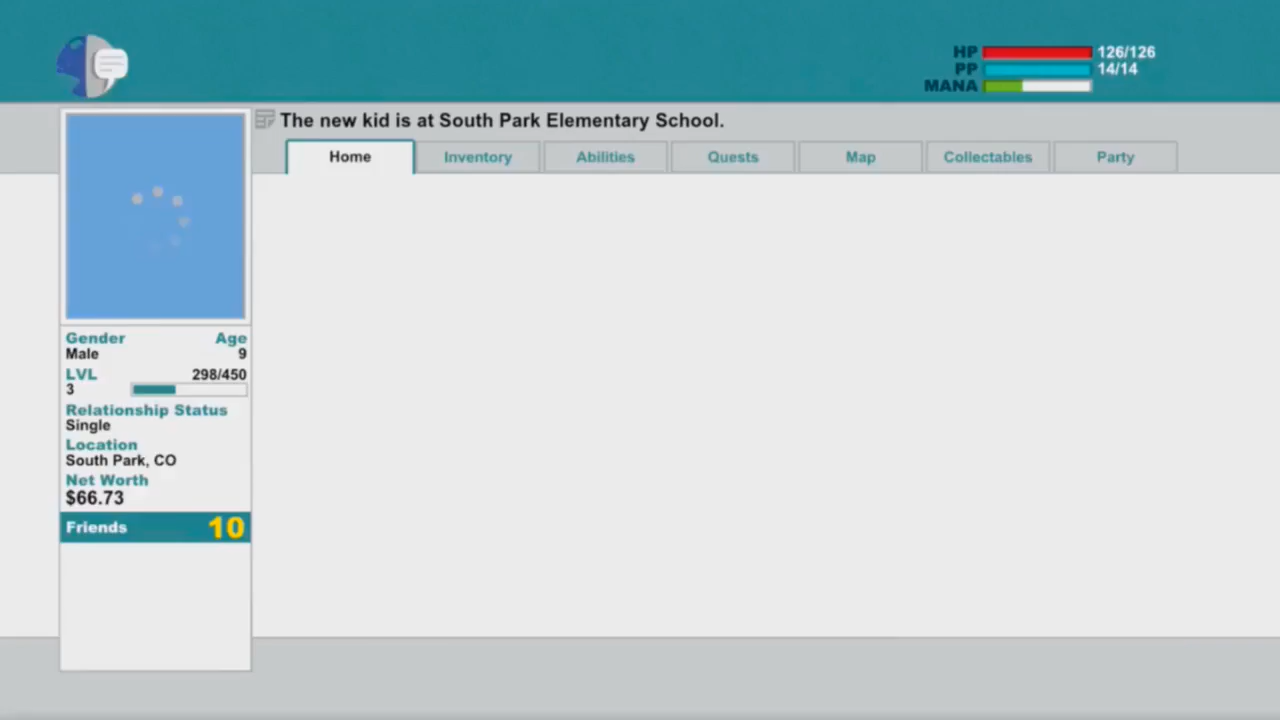 HP 126/126
PP 14/14
MANA
The new kid is at South Park Elementary School.
Home Inventory Abilities Quests Map Collectables Party
Gender Age
Male 9
LVL 298/450
3
Relationship Status
Single
Location
South Park, CO
Net Worth
$66.73
Friends 10